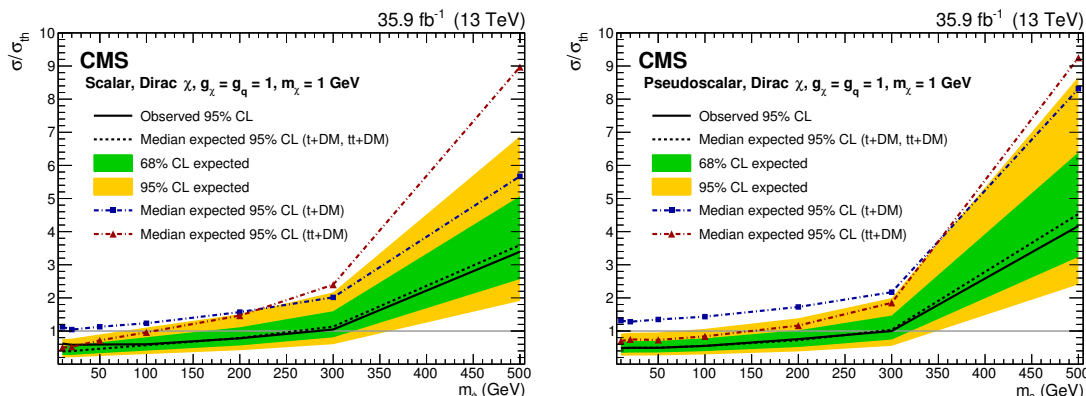 35.9 fb⁻¹ (13 TeV)
σ/σth
CMS
Scalar, Dirac χ, gχ = gq = 1, mχ = 1 GeV
Observed 95% CL
Median expected 95% CL (t+DM, tt+DM)
68% CL expected
95% CL expected
Median expected 95% CL (t+DM)
Median expected 95% CL (tt+DM)
10
9
8
7
6
5
4
3
2
1
50 100 150 200 250 300 350 400 450 500
(GeV)
35.9 fb⁻¹ (13 TeV)
σ/σth
CMS
Pseudoscalar, Dirac χ, gχ = gq = 1, mχ = 1 GeV
Observed 95% CL
Median expected 95% CL (t+DM, tt+DM)
68% CL expected
95% CL expected
Median expected 95% CL (t+DM)
Median expected 95% CL (tt+DM)
10
9
8
7
6
5
4
3
2
1
50 100 150 200 250 300 350 400 450 500
(GeV)